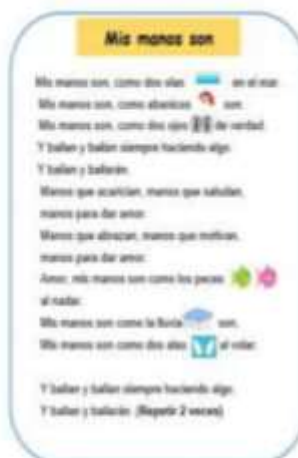 Mis manos son
Mis manos son, como dos olas en el mar.
Mis manos son, como abanicos son.
Mis manos son, como dos ojos de verdad.
Y bailan y bailan siempre haciendo algo.
Y bailan y bailarán.
Manos que acarician, manos que saludan,
manos para dar amor.
Manos que abrazan, manos que motivan,
manos para dar amor.
Amor, mis manos son como los peces
al nadar.
Mis manos son como la lluvia son.
Mis manos son como dos alas al volar.
Y bailan y bailan siempre haciendo algo.
Y bailan y bailarán. (Repetir 2 veces)